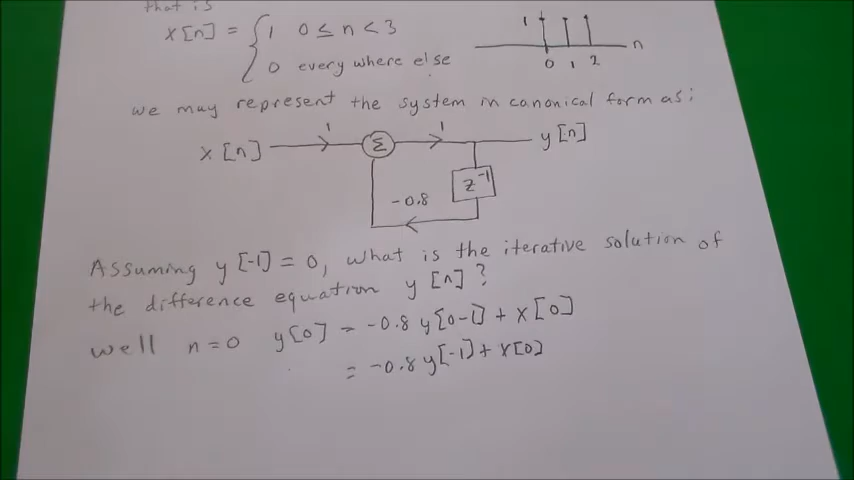 that is
x[n] = { 1 0 ≤ n < 3
0 every where else
1
n
0 1 2
we may represent the system in canonical form as:
1 1
x[n] Σ y[n]
z⁻¹
-0.8
Assuming y[-1] = 0, what is the iterative solution of
the difference equation y[n]?
well n=0 y[0] = -0.8 y[0-1] + x[0]
= -0.8 y[-1] + x[0]